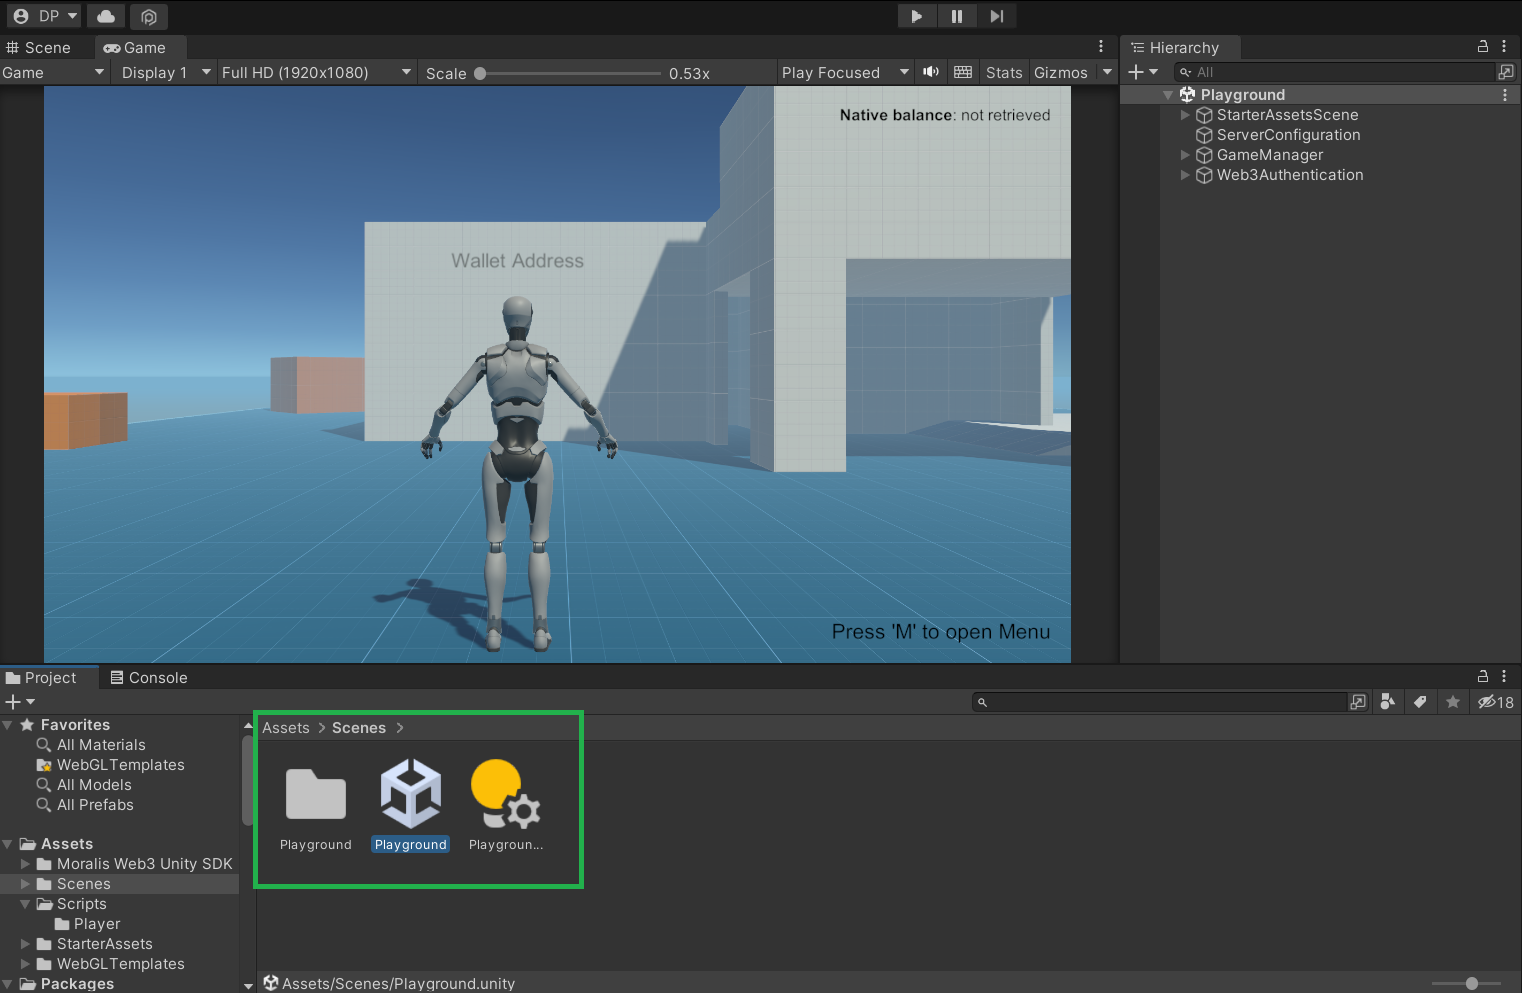 DP
Scene
Game
Game
Display 1
Full HD (1920x1080)
Scale
0.53x
Play Focused
Stats
Gizmos
Native balance: not retrieved
Wallet Address
Press 'M' to open Menu
Hierarchy
All
Playground
StarterAssetsScene
ServerConfiguration
GameManager
Web3Authentication
Project
Console
18
Favorites
All Materials
WebGLTemplates
All Models
All Prefabs
Assets
Moralis Web3 Unity SDK
Scenes
Scripts
Player
StarterAssets
WebGLTemplates
Packages
Assets > Scenes >
Playground
Playground
Playgroun...
Assets/Scenes/Playground.unity